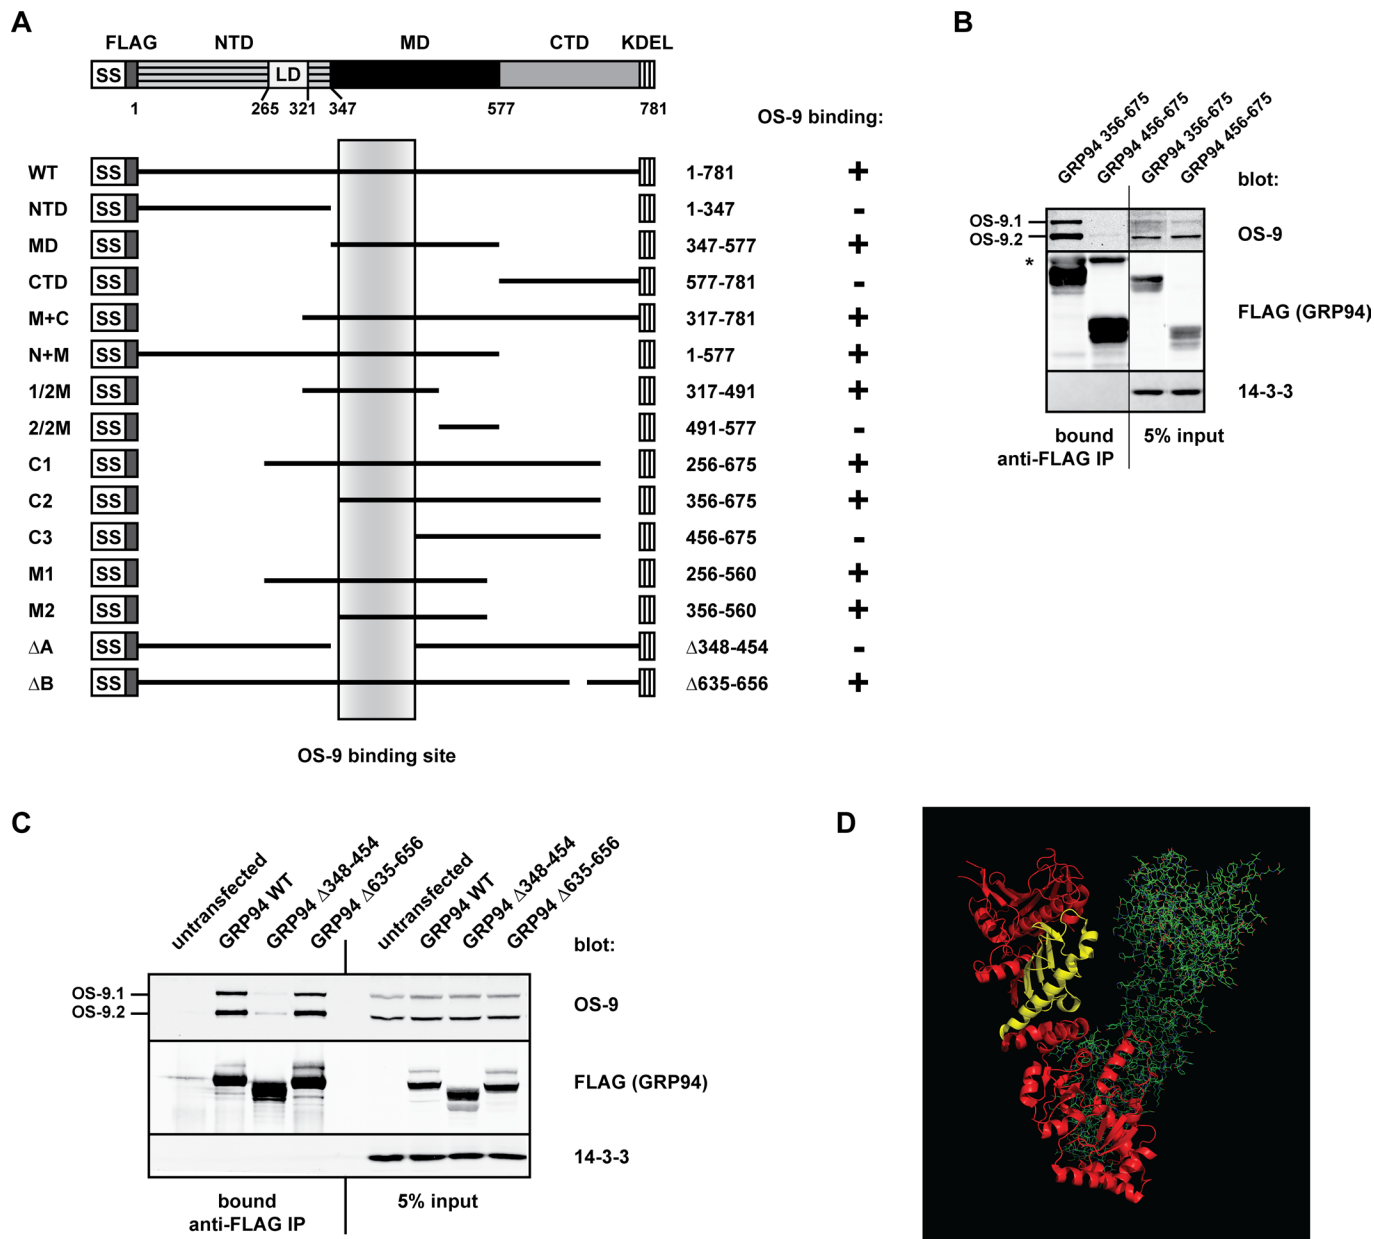 A
FLAG NTD MD CTD KDEL
SS LD
1 265 321 347 577 781
OS-9 binding:
WT SS 1-781 +
NTD SS 1-347 -
MD SS 347-577 +
CTD SS 577-781 -
M+C SS 317-781 +
N+M SS 1-577 +
1/2M SS 317-491 +
2/2M SS 491-577 -
C1 SS 256-675 +
C2 SS 356-675 +
C3 SS 456-675 -
M1 SS 256-560 +
M2 SS 356-560 +
ΔA SS Δ348-454 -
ΔB SS Δ635-656 +
OS-9 binding site
B
GRP94 356-675
GRP94 456-675
GRP94 356-675
GRP94 456-675
blot:
OS-9.1
OS-9.2
OS-9
*
FLAG (GRP94)
14-3-3
bound
anti-FLAG IP
5% input
C
untransfected
GRP94 WT
GRP94 Δ348-454
GRP94 Δ635-656
untransfected
GRP94 WT
GRP94 Δ348-454
GRP94 Δ635-656
blot:
OS-9.1
OS-9.2
OS-9
FLAG (GRP94)
14-3-3
bound
anti-FLAG IP
5% input
D